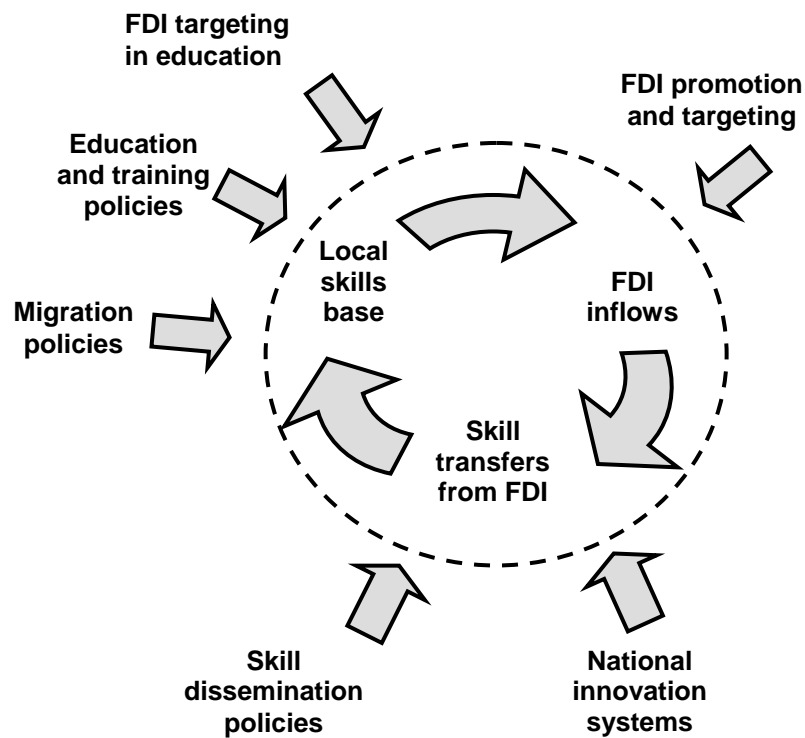 FDI targeting
in education
FDI promotion
and targeting
Education
and training
policies
Local
skills
base
FDI
inflows
Migration
policies
Skill
transfers
from FDI
Skill
dissemination
policies
National
innovation
systems